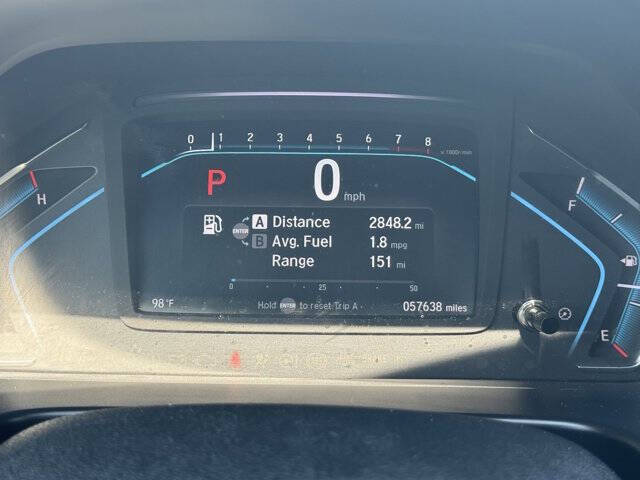 0 1 2 3 4 5 6 7 8
x 1000r/min
P 0 mph
H
F
A Distance 2848.2 mi
ENTER
B Avg. Fuel 1.8 mpg
Range 151 mi
0 25 50
E
98°F Hold ENTER to reset Trip A 057638 miles